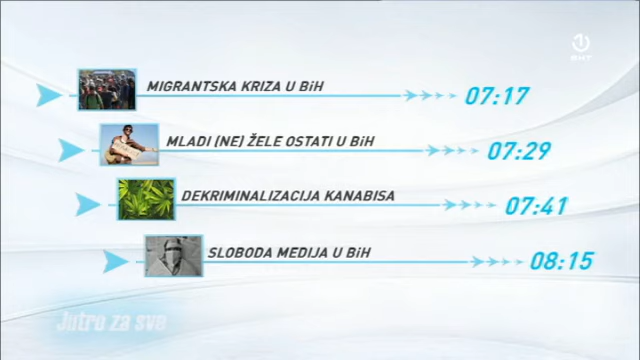 1
BHT
MIGRANTSKA KRIZA U BiH
07:17
MLADI (NE) ŽELE OSTATI U BiH
07:29
DEKRIMINALIZACIJA KANABISA
07:41
SLOBODA MEDIJA U BiH
08:15
Jutro za sve